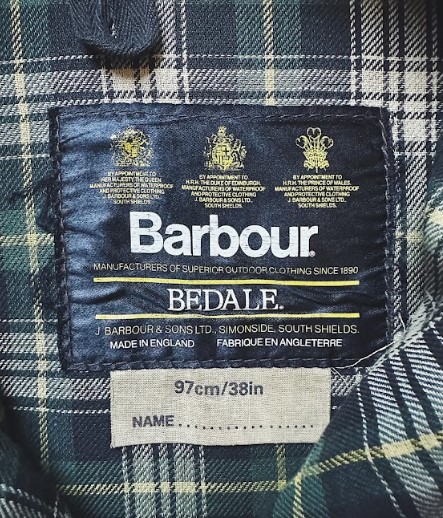 BY APPOINTMENT TO
HER MAJESTY THE QUEEN
MANUFACTURERS OF WATERPROOF
AND PROTECTIVE CLOTHING
J. BARBOUR & SONS LTD.
SOUTH SHIELDS.
BY APPOINTMENT TO
H.R.H. THE DUKE OF EDINBURGH
MANUFACTURERS OF WATERPROOF
AND PROTECTIVE CLOTHING
J. BARBOUR & SONS LTD.
SOUTH SHIELDS.
BY APPOINTMENT TO
H.R.H. THE PRINCE OF WALES
MANUFACTURERS OF WATERPROOF
AND PROTECTIVE CLOTHING
J. BARBOUR & SONS LTD.
SOUTH SHIELDS.
Barbour®
MANUFACTURERS OF SUPERIOR OUTDOOR CLOTHING SINCE 1890
BEDALE.
J. BARBOUR & SONS LTD., SIMONSIDE, SOUTH SHIELDS.
MADE IN ENGLAND FABRIQUE EN ANGLETERRE
97cm/38in
NAME....................